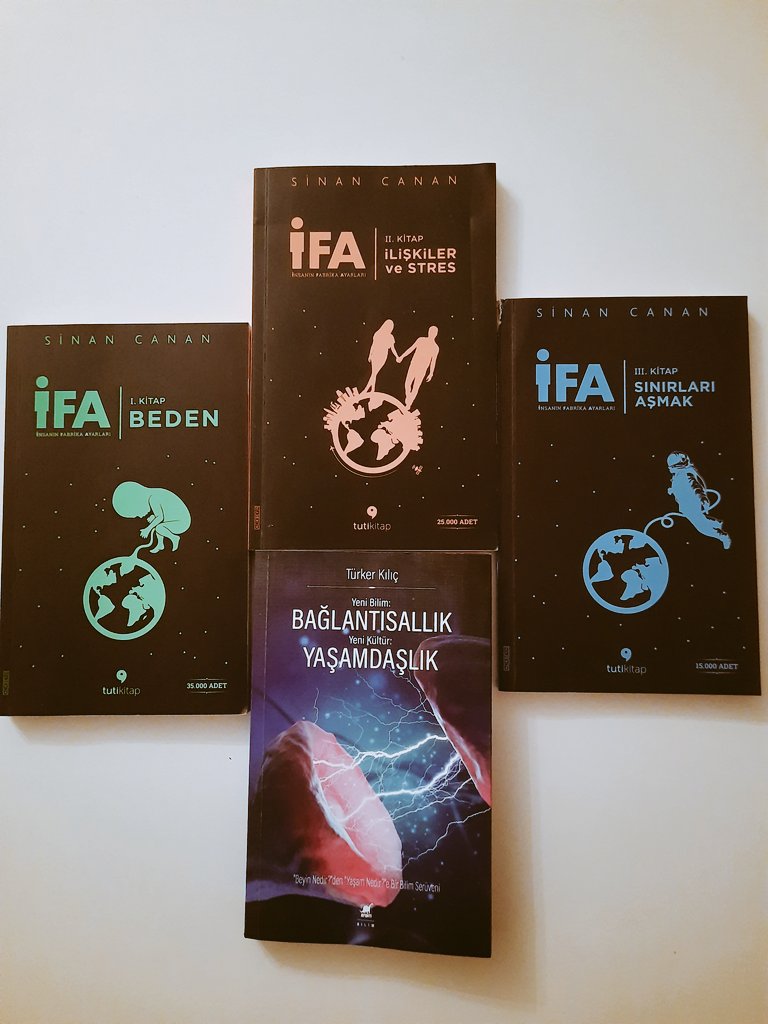 SİNAN CANAN
İFA
İNSANIN FABRİKA AYARLARI
I. KİTAP
BEDEN
tutikitap
35.000 ADET
SİNAN CANAN
İFA
İNSANIN FABRİKA AYARLARI
II. KİTAP
İLİŞKİLER
ve STRES
tutikitap
25.000 ADET
SİNAN CANAN
İFA
İNSANIN FABRİKA AYARLARI
III. KİTAP
SINIRLARI
AŞMAK
tutikitap
15.000 ADET
Türker Kılıç
Yeni Bilim:
BAĞLANTISALLIK
Yeni Kültür:
YAŞAMDAŞLIK
"Beyin Nedir?"den "Yaşam Nedir?"e Bir Bilim Serüveni
BİLİM